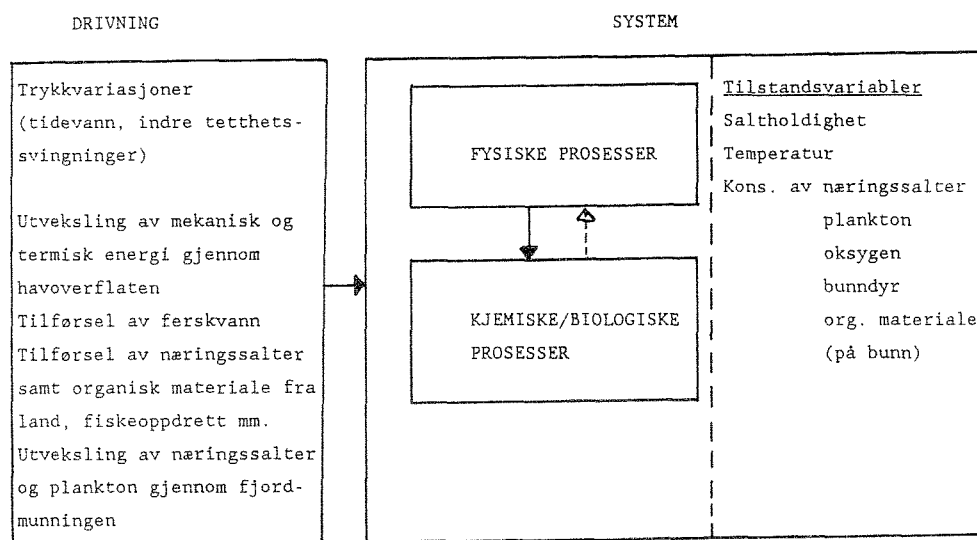 DRIVNING
SYSTEM
Trykkvariasjoner
(tidevann, indre tetthets-
svingninger)
Utveksling av mekanisk og
termisk energi gjennom
havoverflaten
Tilførsel av ferskvann
Tilførsel av næringssalter
samt organisk materiale fra
land, fiskeoppdrett mm.
Utveksling av næringssalter
og plankton gjennom fjord-
munningen
FYSISKE PROSESSER
KJEMISKE/BIOLOGISKE
PROSESSER
Tilstandsvariabler
Saltholdighet
Temperatur
Kons. av næringssalter
plankton
oksygen
bunndyr
org. materiale
(på bunn)